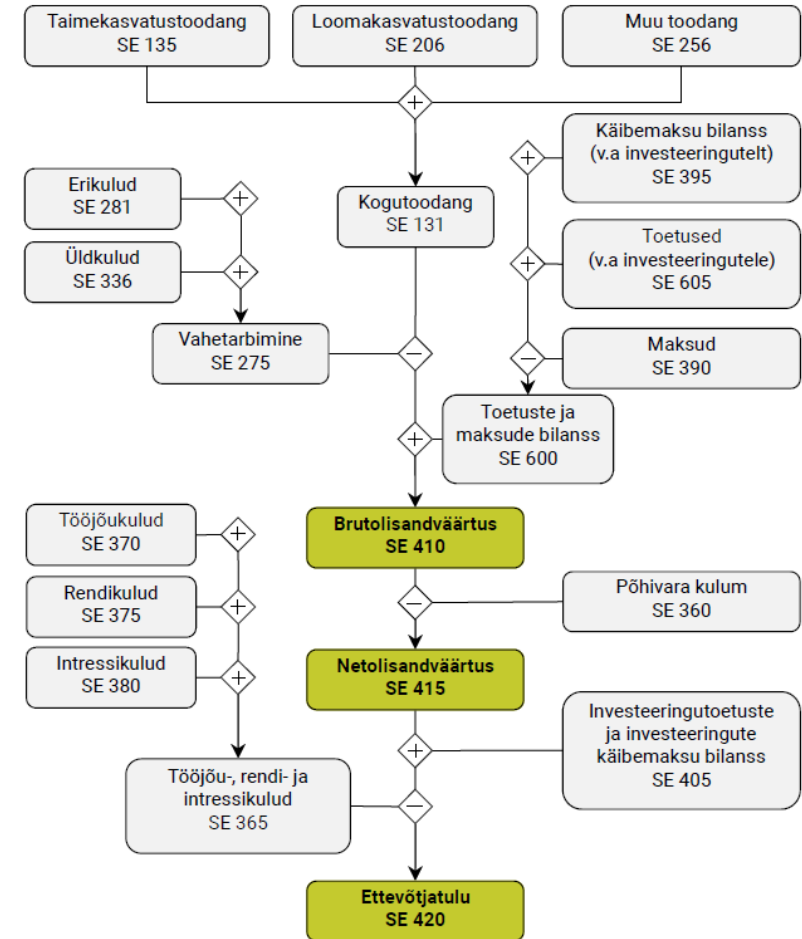 Taimekasvatustoodang
SE 135
Loomakasvatustoodang
SE 206
Muu toodang
SE 256
+
Käibemaksu bilanss
(v.a investeeringutelt)
SE 395
+
Erikulud
SE 281
+
Kogutoodang
SE 131
Toetused
(v.a investeeringutele)
SE 605
+
Üldkulud
SE 336
+
Vahetarbimine
SE 275
−
Maksud
SE 390
−
Toetuste ja
maksude bilanss
SE 600
+
Brutolisandväärtus
SE 410
Tööjõukulud
SE 370
+
Põhivara kulum
SE 360
−
Rendikulud
SE 375
+
Netolisandväärtus
SE 415
Intressikulud
SE 380
+
Investeeringutoetuste
ja investeeringute
käibemaksu bilanss
SE 405
+
Tööjõu-, rendi- ja
intressikulud
SE 365
−
Ettevõtjatulu
SE 420